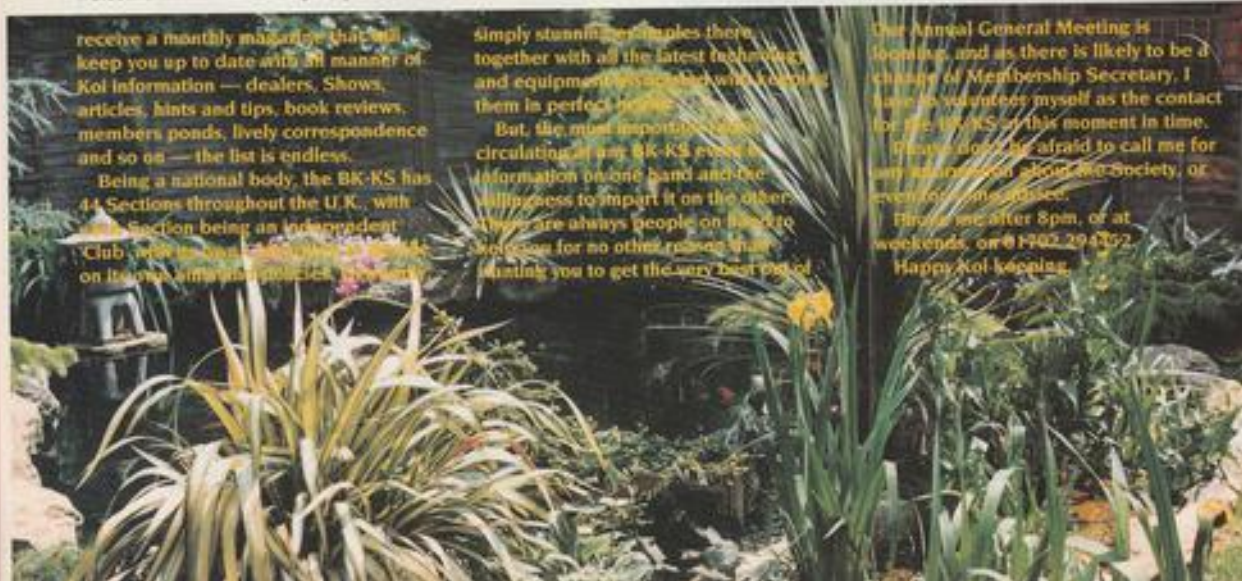 receive a monthly magazine that will
keep you up to date with all manner of
Koi information — dealers, Shows,
articles, hints and tips, book reviews,
members ponds, lively correspondence
and so on — the list is endless.
Being a national body, the BK-KS has
44 Sections throughout the U.K., with
each Section being an independent
Club
on its own
simply stunning examples there
together with all the latest technology
and equipment associated with keeping
them in perfect
But, the most important
circulating at any BK-KS event is
information on one hand and the
willingness to impart it on the other.
There are always people on hand to
for no other reason than
wanting you to get the very best out of
Our Annual General Meeting is
looming, and as there is likely to be a
change of Membership Secretary, I
have to volunteer myself as the contact
for the BK-KS at this moment in time.
Please don't be afraid to call me for
any information about the Society, or
even for some advice.
Phone me after 8pm, or at
weekends, on
Happy Koi keeping.